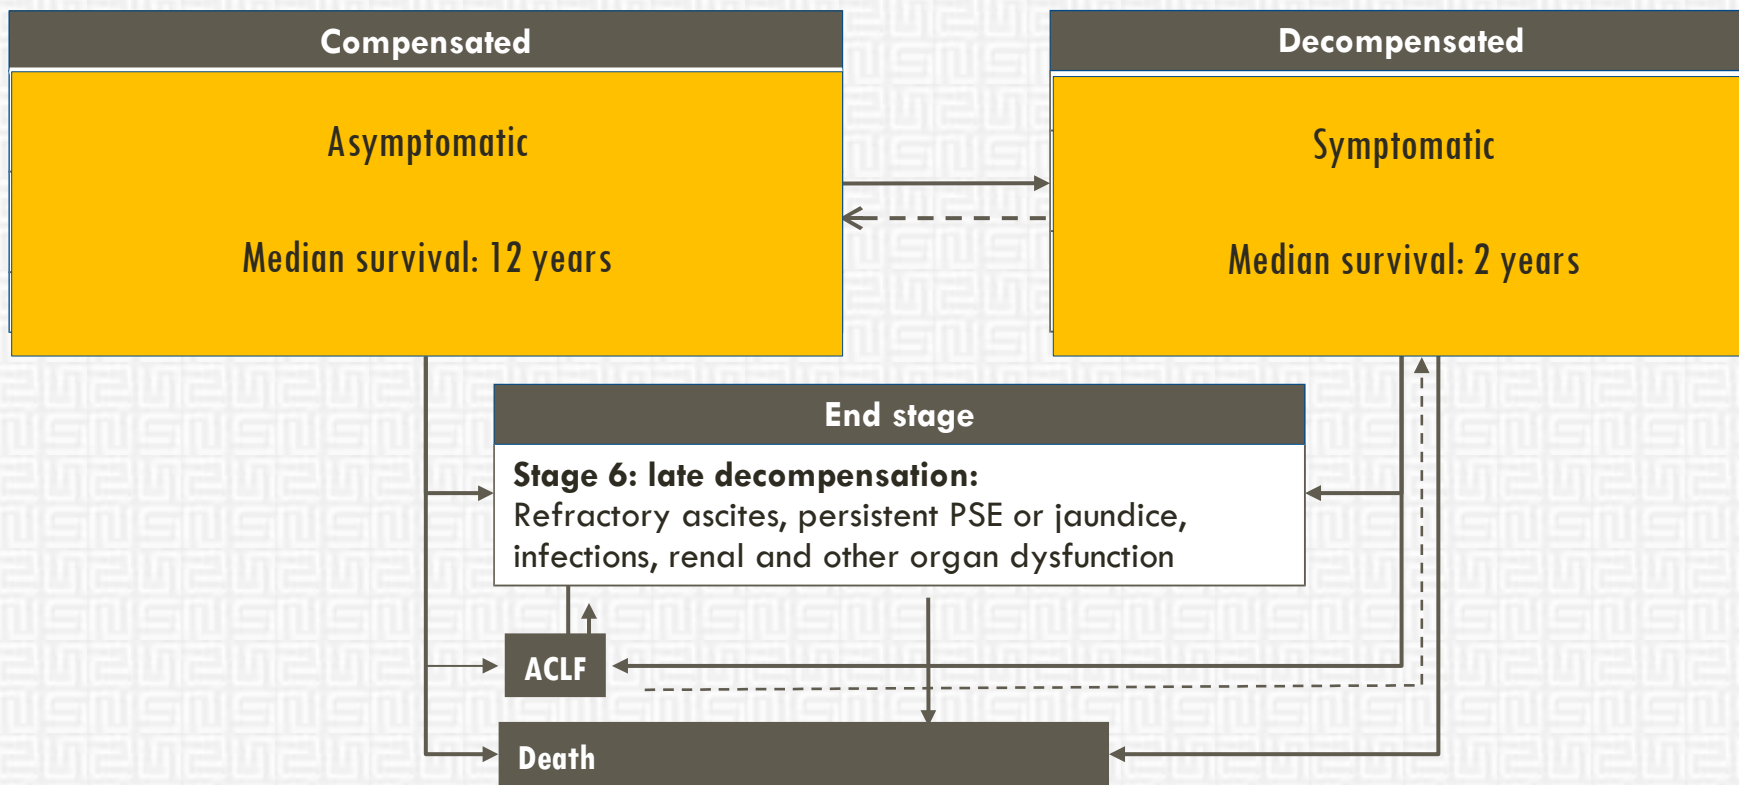 Compensated
Asymptomatic
Median survival: 12 years
Decompensated
Symptomatic
Median survival: 2 years
End stage
Stage 6: late decompensation:
Refractory ascites, persistent PSE or jaundice,
infections, renal and other organ dysfunction
ACLF
Death